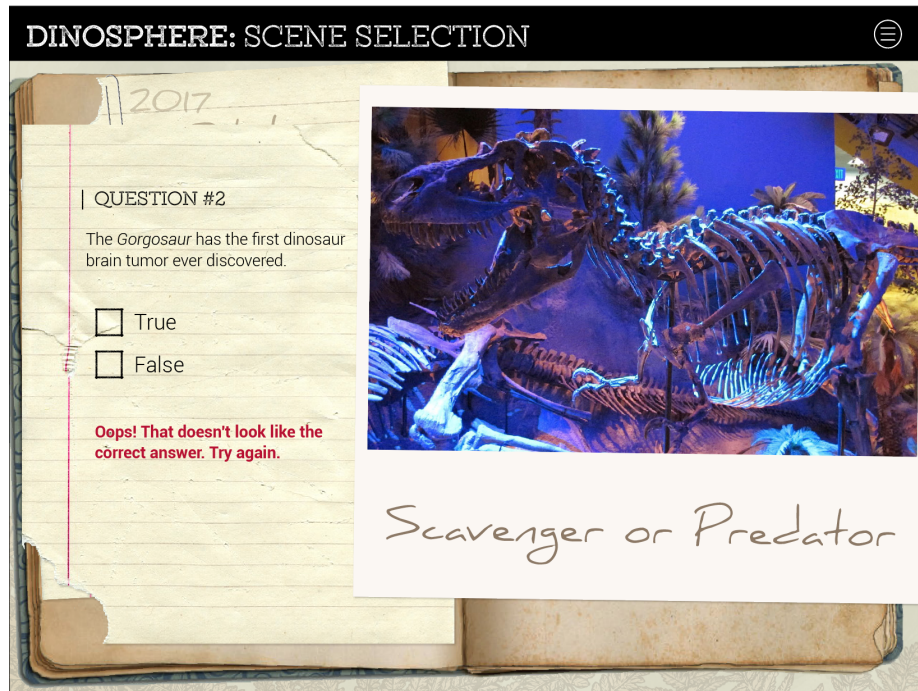 DINOSPHERE: SCENE SELECTION
2017
QUESTION #2
The Gorgosaur has the first dinosaur
brain tumor ever discovered.
True
False
Oops! That doesn't look like the
correct answer. Try again.
Scavenger or Predator